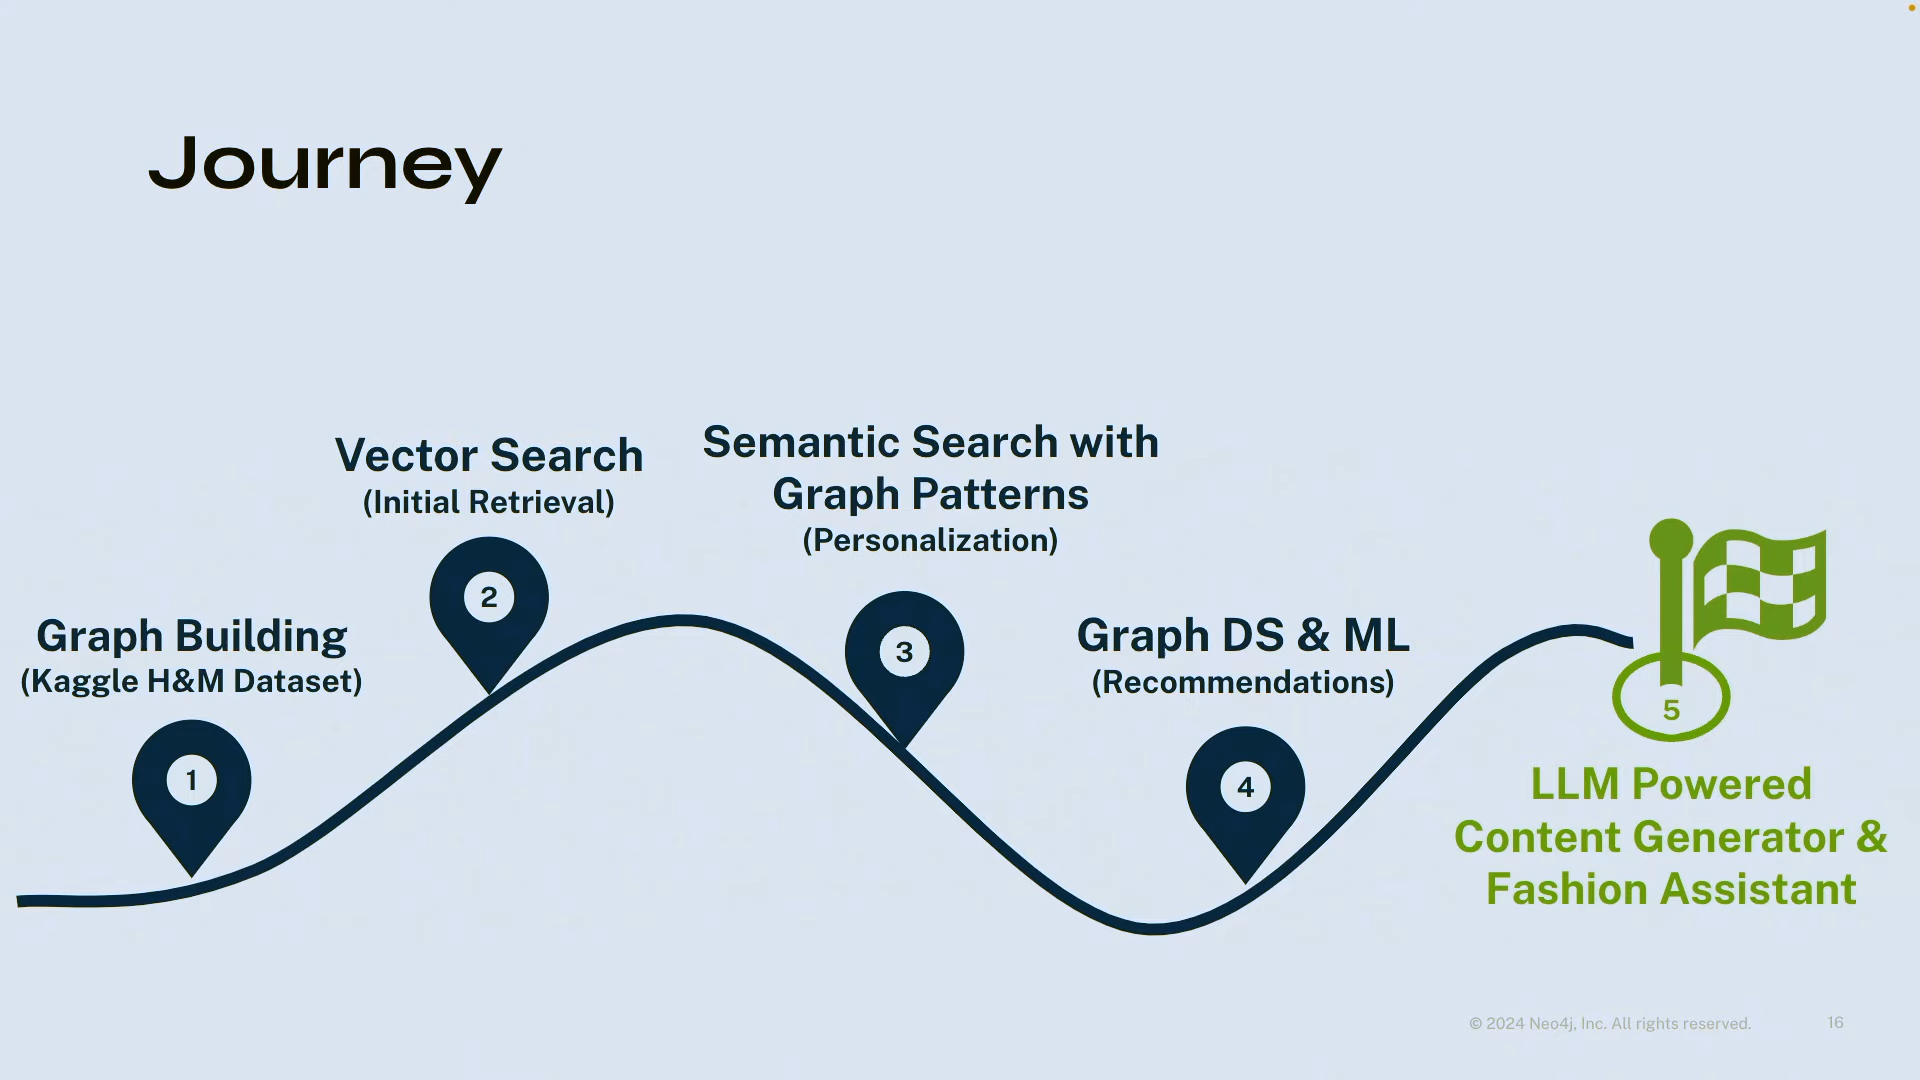 Journey
Graph Building
(Kaggle H&M Dataset)
1
Vector Search
(Initial Retrieval)
2
Semantic Search with
Graph Patterns
(Personalization)
3
Graph DS & ML
(Recommendations)
4
5
LLM Powered
Content Generator &
Fashion Assistant
© 2024 Neo4j, Inc. All rights reserved.
16